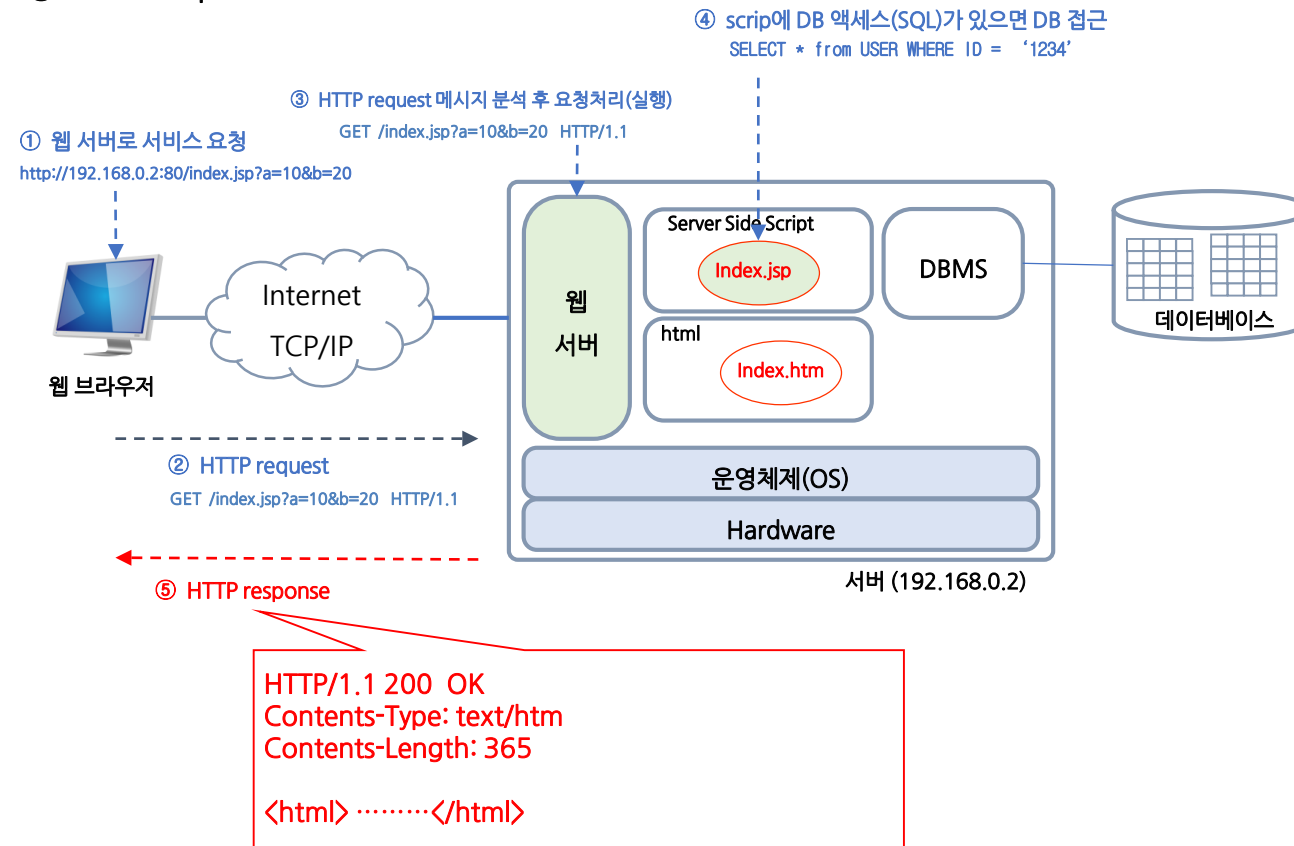 ④ scrip에 DB 액세스(SQL)가 있으면 DB 접근
SELECT * from USER WHERE ID = ‘1234’
③ HTTP request 메시지 분석 후 요청처리(실행)
GET /index.jsp?a=10&b=20 HTTP/1.1
① 웹 서버로 서비스 요청
http://192.168.0.2:80/index.jsp?a=10&b=20
Internet
TCP/IP
웹 브라우저
웹
서버
Server Side Script
Index.jsp
html
Index.htm
DBMS
데이터베이스
운영체제(OS)
Hardware
서버 (192.168.0.2)
② HTTP request
GET /index.jsp?a=10&b=20 HTTP/1.1
⑤ HTTP response
HTTP/1.1 200 OK
Contents-Type: text/htm
Contents-Length: 365
<html> ………</html>